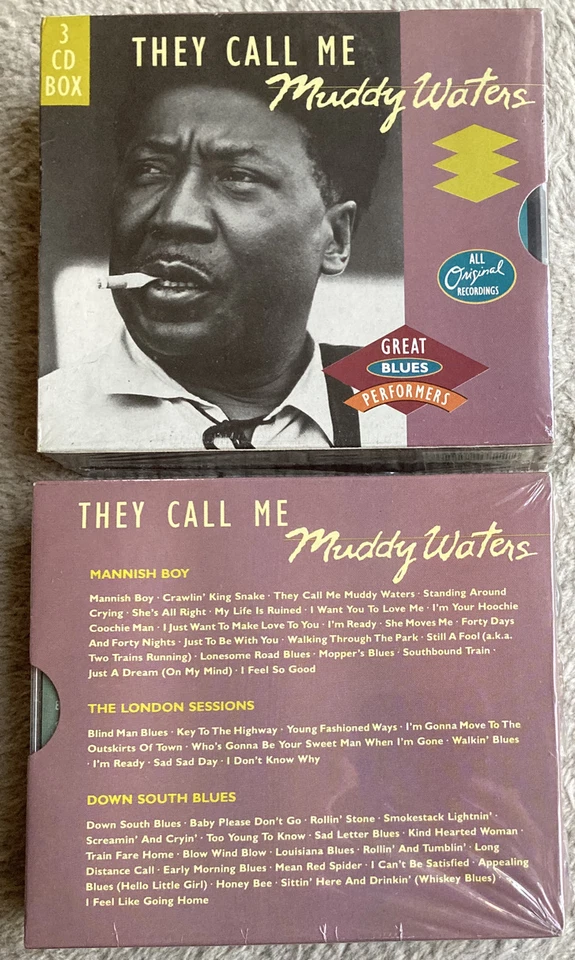 3
CD
BOX
THEY CALL ME
Muddy Waters
ALL
Original
RECORDINGS
GREAT
BLUES
PERFORMERS
THEY CALL ME
Muddy Waters
MANNISH BOY
Mannish Boy · Crawlin' King Snake · They Call Me Muddy Waters · Standing Around
Crying · She's All Right · My Life Is Ruined · I Want You To Love Me · I'm Your Hoochie
Coochie Man · I Just Want To Make Love To You · I'm Ready · She Moves Me · Forty Days
And Forty Nights · Just To Be With You · Walking Through The Park · Still A Fool (a.k.a.
Two Trains Running) · Lonesome Road Blues · Mopper's Blues · Southbound Train ·
Just A Dream (On My Mind) · I Feel So Good
THE LONDON SESSIONS
Blind Man Blues · Key To The Highway · Young Fashioned Ways · I'm Gonna Move To The
Outskirts Of Town · Who's Gonna Be Your Sweet Man When I'm Gone · Walkin' Blues
· I'm Ready · Sad Sad Day · I Don't Know Why
DOWN SOUTH BLUES
Down South Blues · Baby Please Don't Go · Rollin' Stone · Smokestack Lightnin' ·
Screamin' And Cryin' · Too Young To Know · Sad Letter Blues · Kind Hearted Woman ·
Train Fare Home · Blow Wind Blow · Louisiana Blues · Rollin' And Tumblin' · Long
Distance Call · Early Morning Blues · Mean Red Spider · I Can't Be Satisfied · Appealing
Blues (Hello Little Girl) · Honey Bee · Sittin' Here And Drinkin' (Whiskey Blues) ·
I Feel Like Going Home